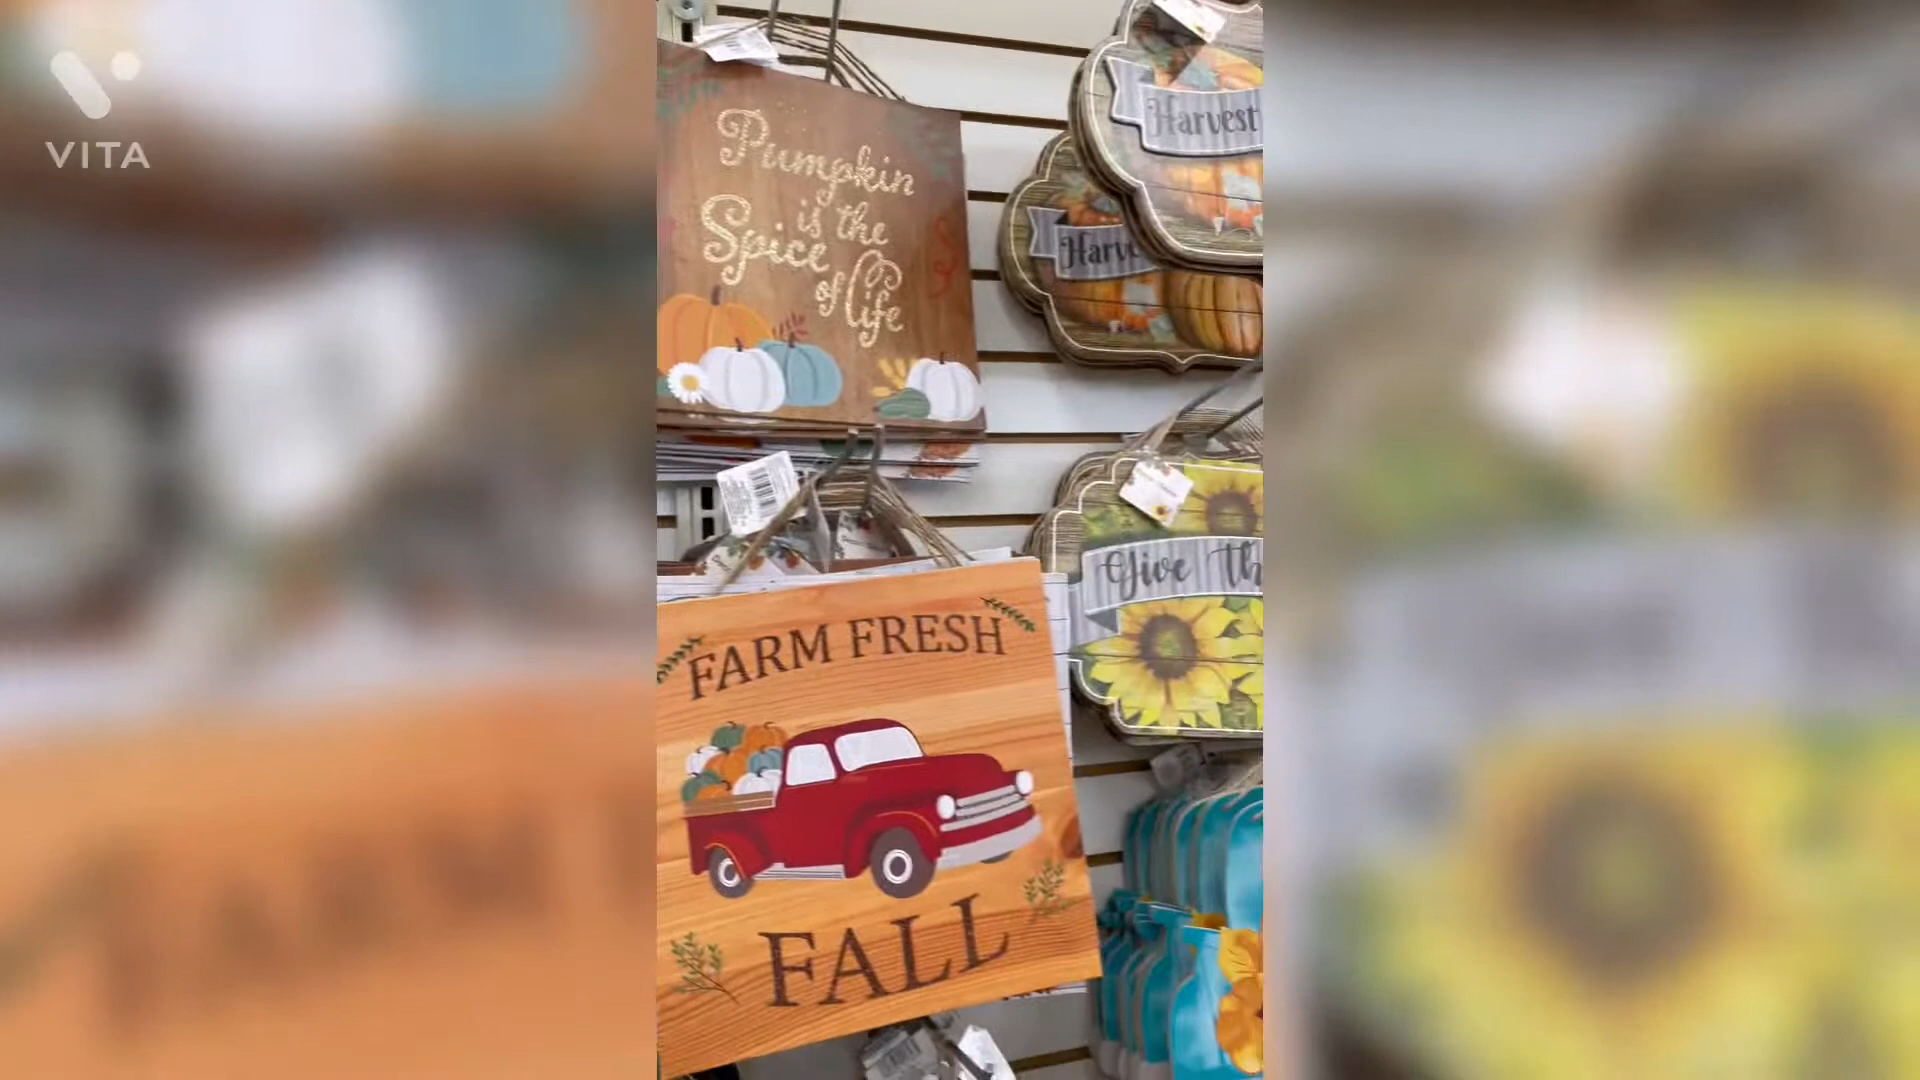 VITA
Pumpkin
is the
Spice
of life
Harvest
Harve
Give Th
FARM FRESH
FALL